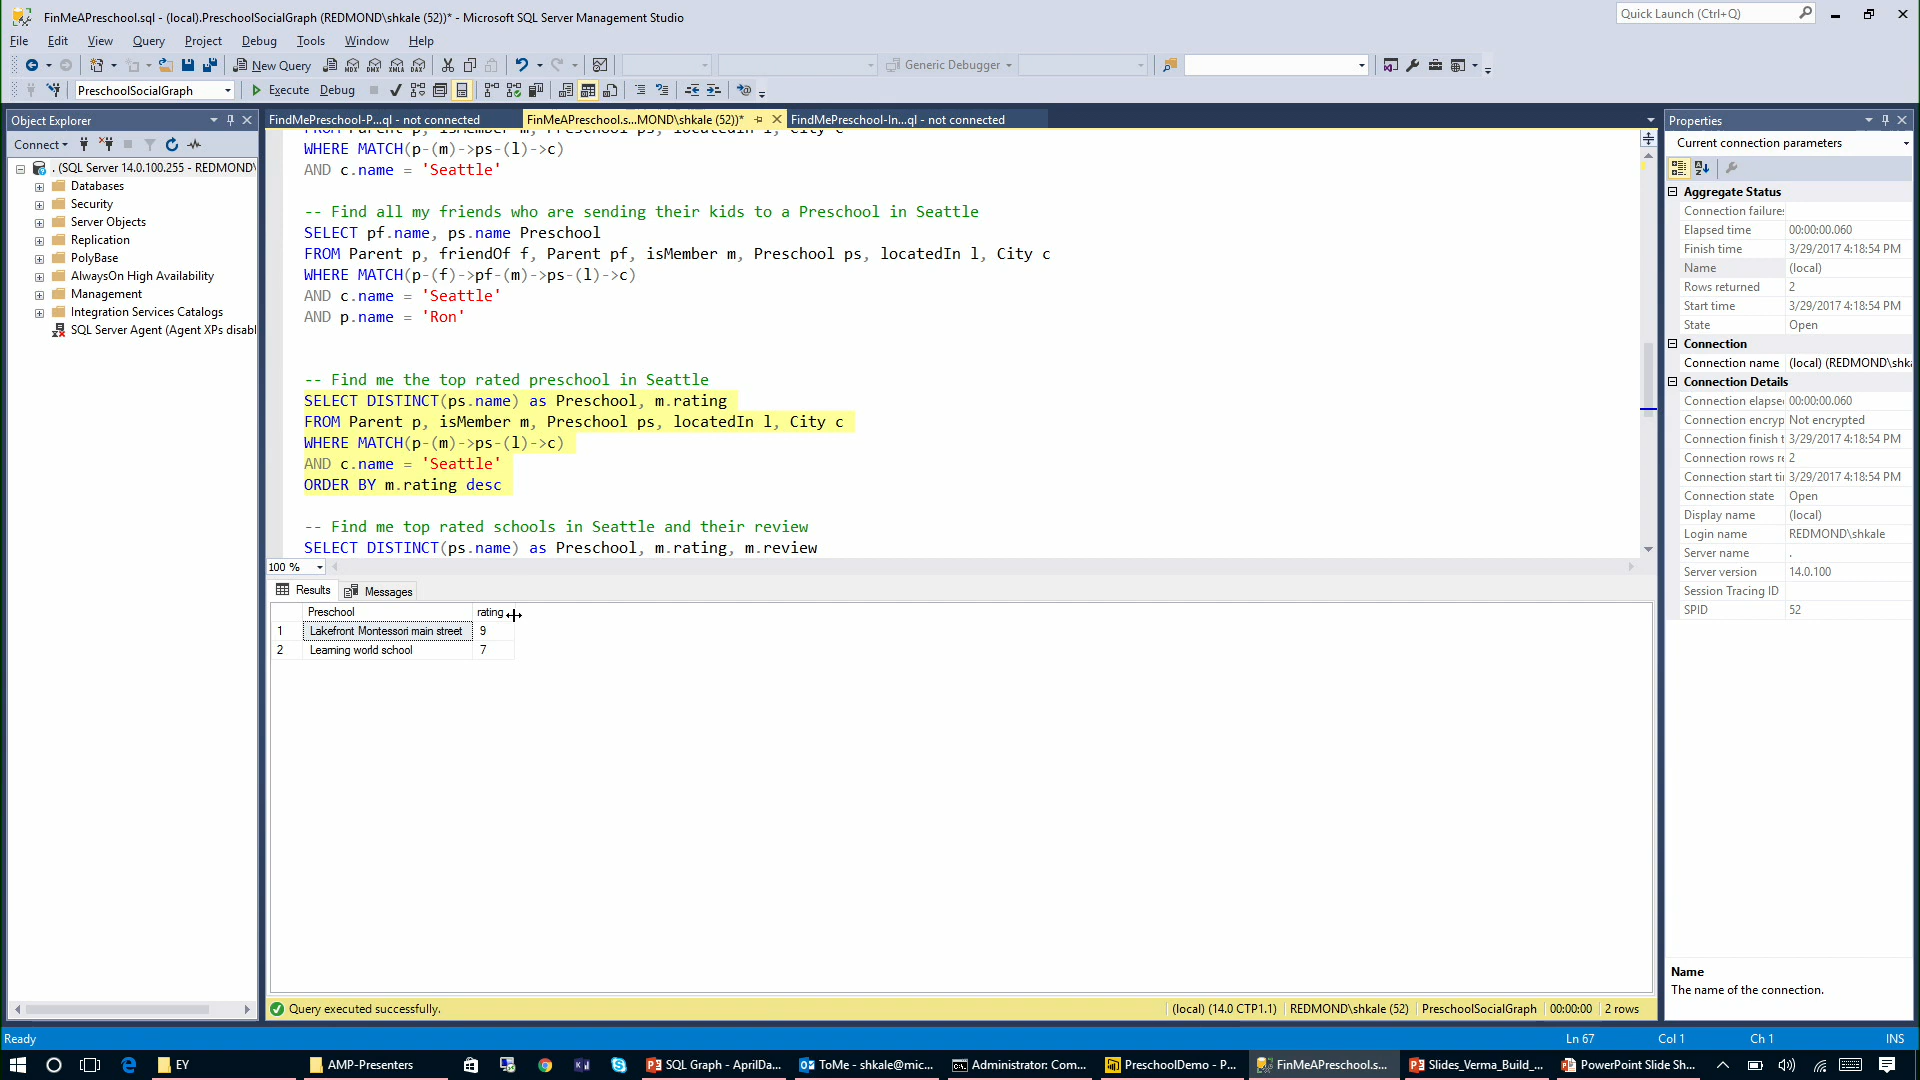 FinMeAPreschool.sql - (local).PreschoolSocialGraph (REDMOND\shkale (52))* - Microsoft SQL Server Management Studio
Quick Launch (Ctrl+Q)
File Edit View Query Project Debug Tools Window Help
New Query
Generic Debugger
PreschoolSocialGraph
Execute Debug
Object Explorer
Connect
. (SQL Server 14.0.100.255 - REDMOND\
Databases
Security
Server Objects
Replication
PolyBase
AlwaysOn High Availability
Management
Integration Services Catalogs
SQL Server Agent (Agent XPs disabl
FindMePreschool-P...ql - not connected
FinMeAPreschool.s...MOND\shkale (52))*
FindMePreschool-In...ql - not connected
FROM Parent p, isMember m, Preschool ps, locatedIn l, City c
WHERE MATCH(p-(m)->ps-(l)->c)
AND c.name = 'Seattle'
-- Find all my friends who are sending their kids to a Preschool in Seattle
SELECT pf.name, ps.name Preschool
FROM Parent p, friendOf f, Parent pf, isMember m, Preschool ps, locatedIn l, City c
WHERE MATCH(p-(f)->pf-(m)->ps-(l)->c)
AND c.name = 'Seattle'
AND p.name = 'Ron'
-- Find me the top rated preschool in Seattle
SELECT DISTINCT(ps.name) as Preschool, m.rating
FROM Parent p, isMember m, Preschool ps, locatedIn l, City c
WHERE MATCH(p-(m)->ps-(l)->c)
AND c.name = 'Seattle'
ORDER BY m.rating desc
-- Find me top rated schools in Seattle and their review
SELECT DISTINCT(ps.name) as Preschool, m.rating, m.review
100 %
Results Messages
Preschool rating
1 Lakefront Montessori main street 9
2 Learning world school 7
Query executed successfully.
(local) (14.0 CTP1.1) REDMOND\shkale (52) PreschoolSocialGraph 00:00:00 2 rows
Properties
Current connection parameters
Aggregate Status
Connection failures
Elapsed time 00:00:00.060
Finish time 3/29/2017 4:18:54 PM
Name (local)
Rows returned 2
Start time 3/29/2017 4:18:54 PM
State Open
Connection
Connection name (local) (REDMOND\shka
Connection Details
Connection elapse 00:00:00.060
Connection encryp Not encrypted
Connection finish t 3/29/2017 4:18:54 PM
Connection rows re 2
Connection start ti 3/29/2017 4:18:54 PM
Connection state Open
Display name (local)
Login name REDMOND\shkale
Server name .
Server version 14.0.100
Session Tracing ID
SPID 52
Name
The name of the connection.
Ready
Ln 67 Col 1 Ch 1 INS
EY
AMP-Presenters
SQL Graph - AprilDa...
ToMe - shkale@mic...
Administrator: Com...
PreschoolDemo - P...
FinMeAPreschool.s...
Slides_Verma_Build_...
PowerPoint Slide Sh...